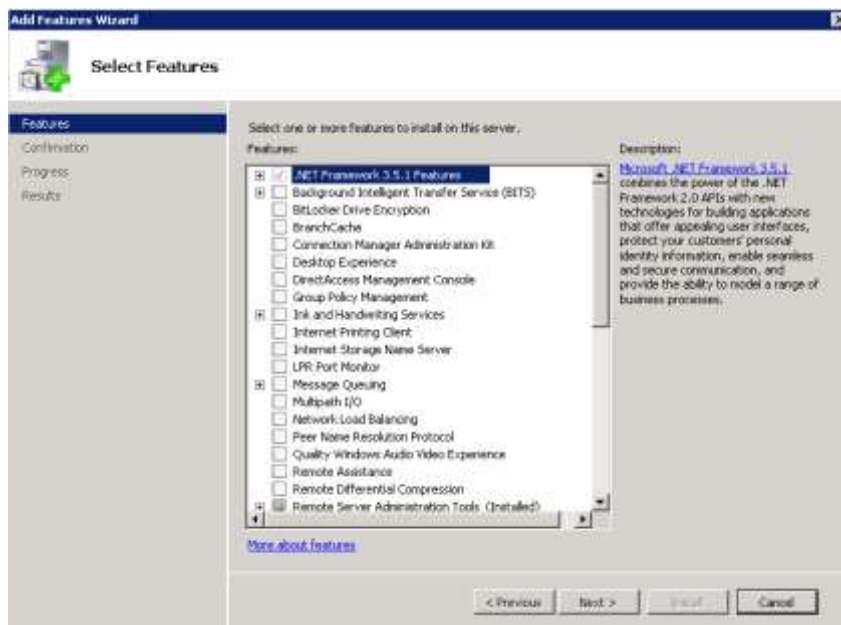 Add Features Wizard
Select Features
Features
Confirmation
Progress
Results
Select one or more features to install on this server.
Features:
.NET Framework 3.5.1 Features
Background Intelligent Transfer Service (BITS)
BitLocker Drive Encryption
BranchCache
Connection Manager Administration Kit
Desktop Experience
DirectAccess Management Console
Group Policy Management
Ink and Handwriting Services
Internet Printing Client
Internet Storage Name Server
LPR Port Monitor
Message Queuing
Multipath I/O
Network Load Balancing
Peer Name Resolution Protocol
Quality Windows Audio Video Experience
Remote Assistance
Remote Differential Compression
Remote Server Administration Tools (Installed)
More about features
Description:
Microsoft .NET Framework 3.5.1
combines the power of the .NET
Framework 2.0 APIs with new
technologies for building applications
that offer appealing user interfaces,
protect your customers' personal
identity information, enable seamless
and secure communication, and
provide the ability to model a range of
business processes.
< Previous
Next >
Install
Cancel